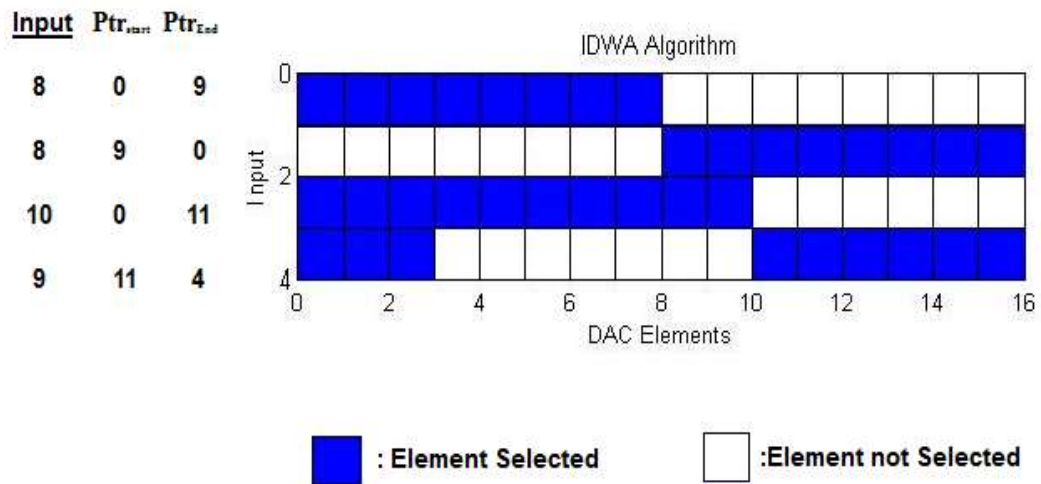 Input Ptrstart PtrEnd
8 0 9
8 9 0
10 0 11
9 11 4
IDWA Algorithm
0
2
4
Input
0 2 4 6 8 10 12 14 16
DAC Elements
: Element Selected
:Element not Selected